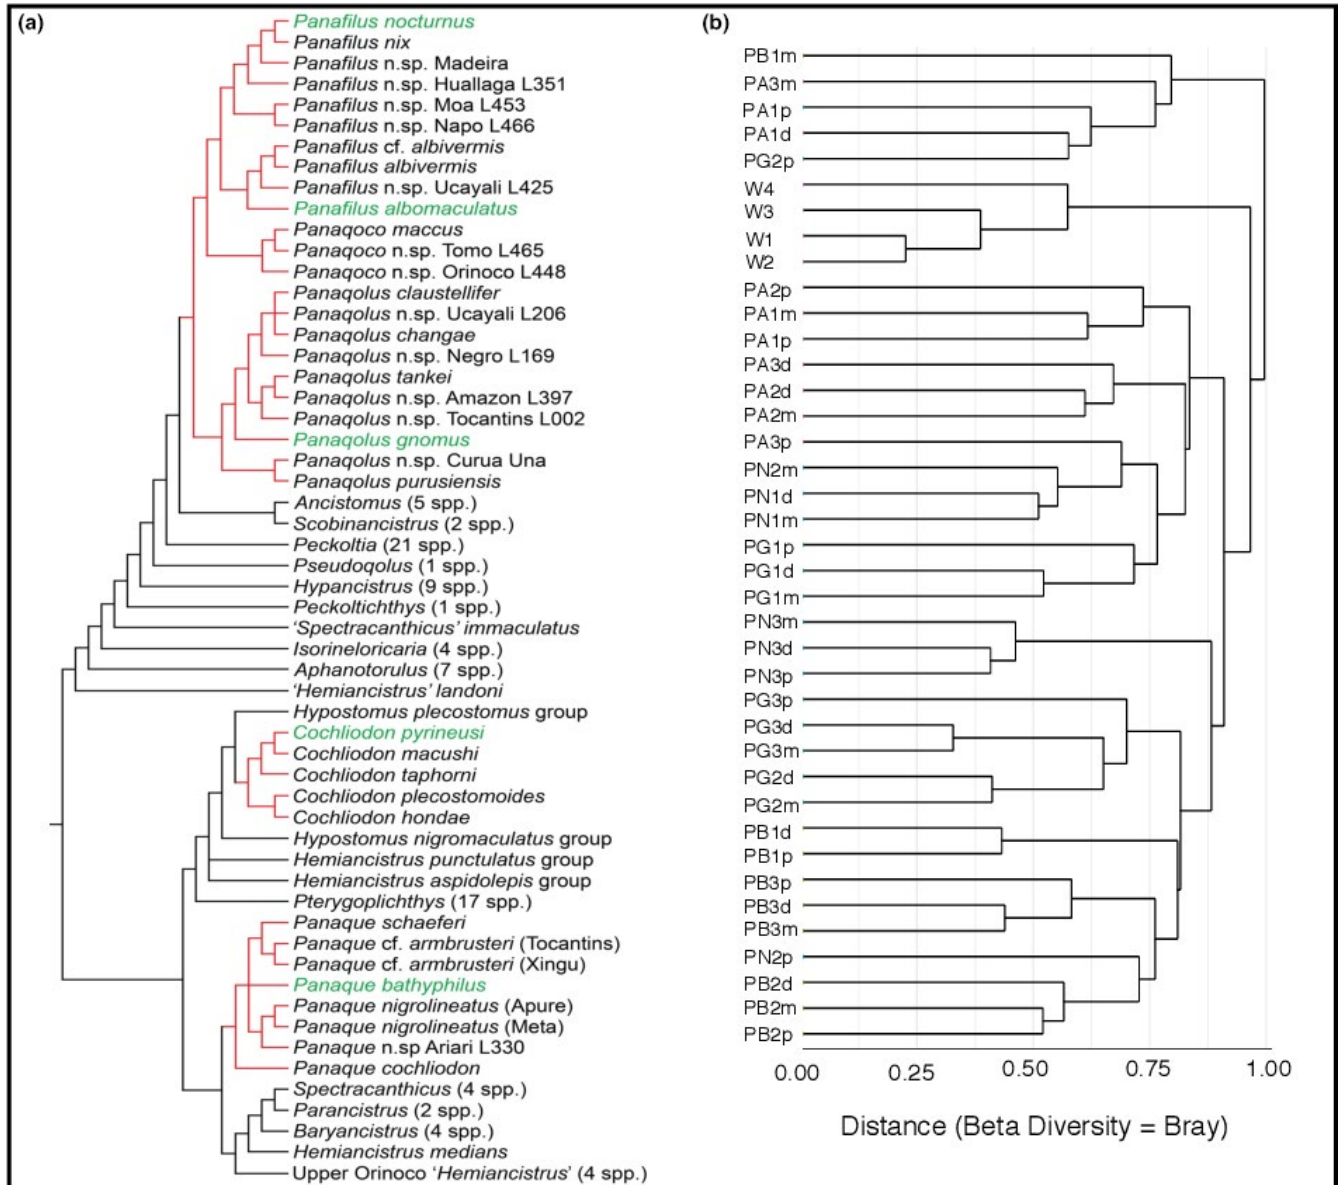 (a)
Panafilus nocturnus
Panafilus nix
Panafilus n.sp. Madeira
Panafilus n.sp. Huallaga L351
Panafilus n.sp. Moa L453
Panafilus n.sp. Napo L466
Panafilus cf. albivermis
Panafilus albivermis
Panafilus n.sp. Ucayali L425
Panafilus albomaculatus
Panaqoco maccus
Panaqoco n.sp. Tomo L465
Panaqoco n.sp. Orinoco L448
Panaqolus claustellifer
Panaqolus n.sp. Ucayali L206
Panaqolus changae
Panaqolus n.sp. Negro L169
Panaqolus tankei
Panaqolus n.sp. Amazon L397
Panaqolus n.sp. Tocantins L002
Panaqolus gnomus
Panaqolus n.sp. Curua Una
Panaqolus purusiensis
Ancistomus (5 spp.)
Scobinancistrus (2 spp.)
Peckoltia (21 spp.)
Pseudoqolus (1 spp.)
Hypancistrus (9 spp.)
Peckoltichthys (1 spp.)
'Spectracanthicus' immaculatus
Isorineloricaria (4 spp.)
Aphanotorulus (7 spp.)
'Hemiancistrus' landoni
Hypostomus plecostomus group
Cochliodon pyrineusi
Cochliodon macushi
Cochliodon taphorni
Cochliodon plecostomoides
Cochliodon hondae
Hypostomus nigromaculatus group
Hemiancistrus punctulatus group
Hemiancistrus aspidolepis group
Pterygoplichthys (17 spp.)
Panaque schaeferi
Panaque cf. armbrusteri (Tocantins)
Panaque cf. armbrusteri (Xingu)
Panaque bathyphilus
Panaque nigrolineatus (Apure)
Panaque nigrolineatus (Meta)
Panaque n.sp Ariari L330
Panaque cochliodon
Spectracanthicus (4 spp.)
Parancistrus (2 spp.)
Baryancistrus (4 spp.)
Hemiancistrus medians
Upper Orinoco 'Hemiancistrus' (4 spp.)
(b)
PB1m
PA3m
PA1p
PA1d
PG2p
W4
W3
W1
W2
PA2p
PA1m
PA1p
PA3d
PA2d
PA2m
PA3p
PN2m
PN1d
PN1m
PG1p
PG1d
PG1m
PN3m
PN3d
PN3p
PG3p
PG3d
PG3m
PG2d
PG2m
PB1d
PB1p
PB3p
PB3d
PB3m
PN2p
PB2d
PB2m
PB2p
0.00 0.25 0.50 0.75 1.00
Distance (Beta Diversity = Bray)